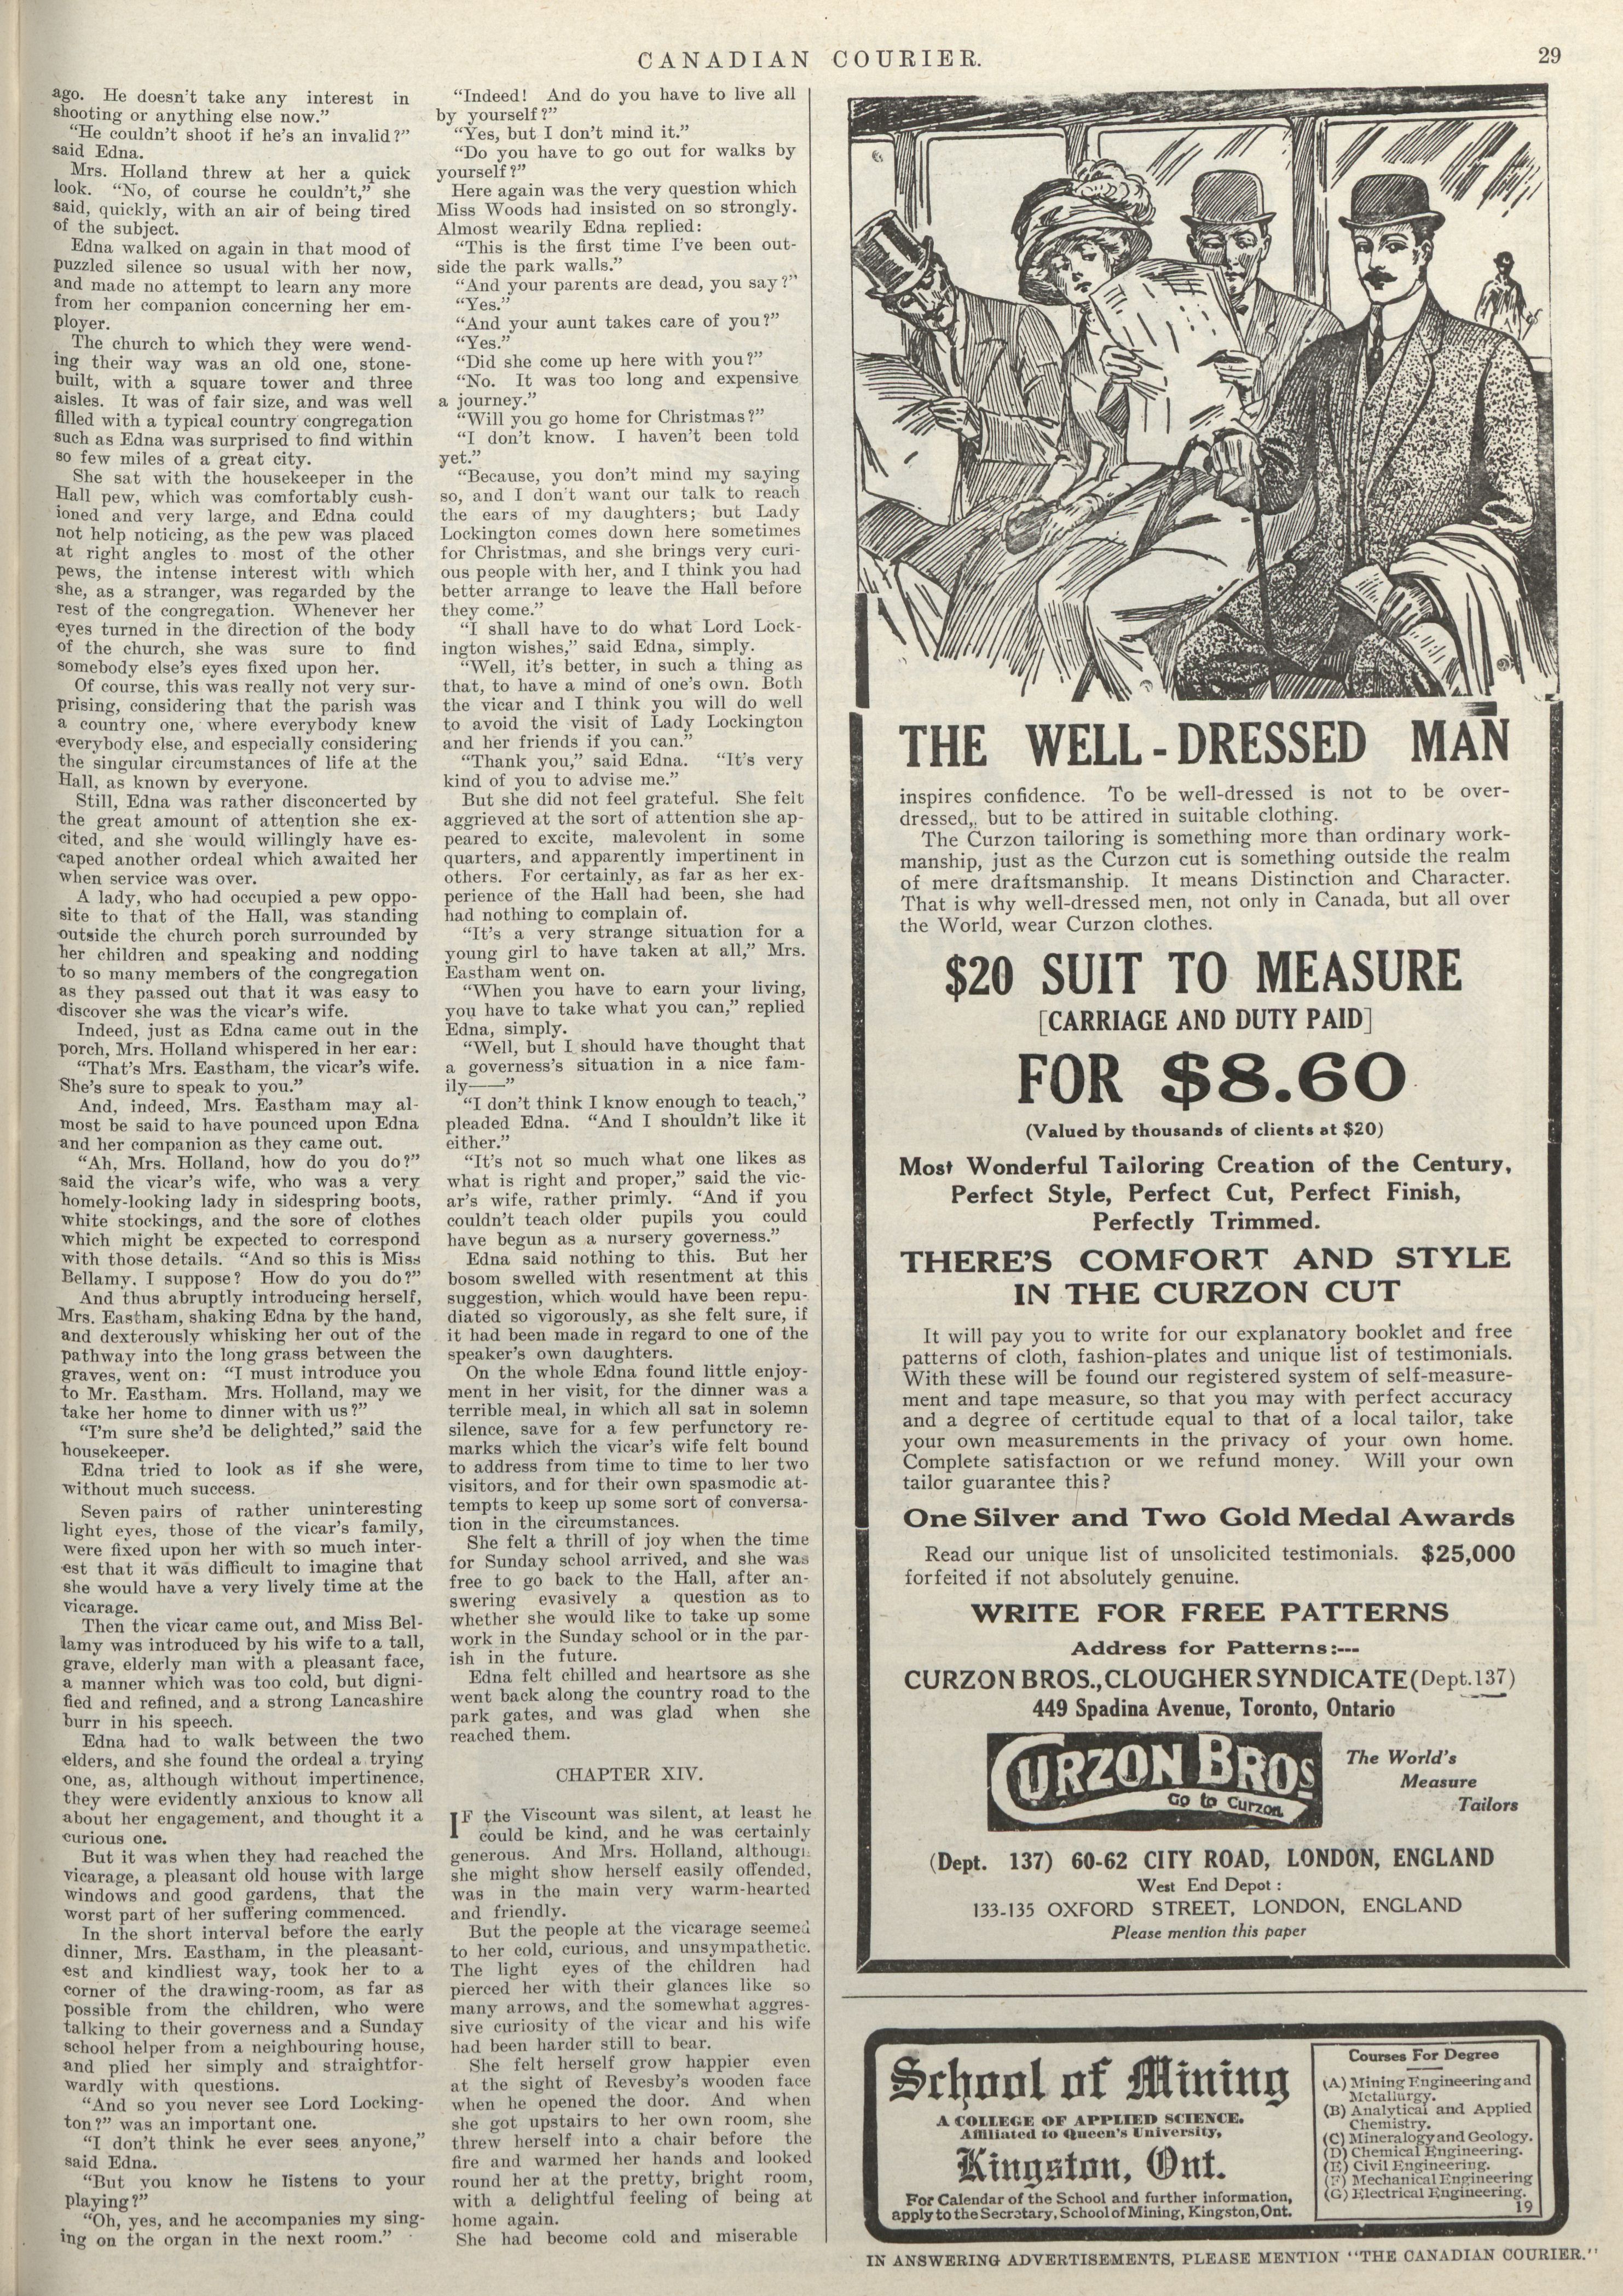 CANADIAN COURIER.
29
ago. He doesn't take any interest in
shooting or anything else now."
"He couldn't shoot if he's an invalid?"
said Edna.
Mrs. Holland threw at her a quick
look. "No, of course he couldn't," she
said, quickly, with an air of being tired
of the subject.
Edna walked on again in that mood of
puzzled silence so usual with her now,
and made no attempt to learn any more
from her companion concerning her em-
ployer.
The church to which they were wend-
ing their way was an old one, stone-
built, with a square tower and three
aisles. It was of fair size, and was well
filled with a typical country congregation
such as Edna was surprised to find within
so few miles of a great city.
She sat with the housekeeper in the
Hall pew, which was comfortably cush-
ioned and very large, and Edna could
not help noticing, as the pew was placed
at right angles to most of the other
pews, the intense interest with which
she, as a stranger, was regarded by the
rest of the congregation. Whenever her
eyes turned in the direction of the body
of the church, she was sure to find
somebody else's eyes fixed upon her.
Of course, this was really not very sur-
prising, considering that the parish was
a country one, where everybody knew
everybody else, and especially considering
the singular circumstances of life at the
Hall, as known by everyone.
Still, Edna was rather disconcerted by
the great amount of attention she ex-
cited, and she would willingly have es-
caped another ordeal which awaited her
when service was over.
A lady, who had occupied a pew oppo-
site to that of the Hall, was standing
outside the church porch surrounded by
her children and speaking and nodding
to so many members of the congregation
as they passed out that it was easy to
discover she was the vicar's wife.
Indeed, just as Edna came out in the
porch, Mrs. Holland whispered in her ear:
"That's Mrs. Eastham, the vicar's wife.
She's sure to speak to you."
And, indeed, Mrs. Eastham may al-
most be said to have pounced upon Edna
and her companion as they came out.
"Ah, Mrs. Holland, how do you do?"
said the vicar's wife, who was a very
homely-looking lady in sidespring boots,
white stockings, and the sore of clothes
which might be expected to correspond
with those details. "And so this is Miss
Bellamy, I suppose? How do you do?"
And thus abruptly introducing herself,
Mrs. Eastham, shaking Edna by the hand,
and dexterously whisking her out of the
pathway into the long grass between the
graves, went on: "I must introduce you
to Mr. Eastham. Mrs. Holland, may we
take her home to dinner with us?"
"I'm sure she'd be delighted," said the
housekeeper.
Edna tried to look as if she were,
without much success.
Seven pairs of rather uninteresting
light eyes, those of the vicar's family,
were fixed upon her with so much inter-
est that it was difficult to imagine that
she would have a very lively time at the
vicarage.
Then the vicar came out, and Miss Bel-
lamy was introduced by his wife to a tall,
grave, elderly man with a pleasant face,
a manner which was too cold, but digni-
fied and refined, and a strong Lancashire
burr in his speech.
Edna had to walk between the two
elders, and she found the ordeal a trying
one, as, although without impertinence,
they were evidently anxious to know all
about her engagement, and thought it a
curious one.
But it was when they had reached the
vicarage, a pleasant old house with large
windows and good gardens, that the
worst part of her suffering commenced.
In the short interval before the early
dinner, Mrs. Eastham, in the pleasant-
est and kindliest way, took her to a
corner of the drawing-room, as far as
possible from the children, who were
talking to their governess and a Sunday
school helper from a neighbouring house,
and plied her simply and straightfor-
wardly with questions.
"And so you never see Lord Locking-
ton?" was an important one.
"I don't think he ever sees anyone,"
said Edna.
"But you know he listens to your
playing?"
"Oh, yes, and he accompanies my sing-
ing on the organ in the next room."
"Indeed! And do you have to live all
by yourself?"
"Yes, but I don't mind it."
"Do you have to go out for walks by
yourself?"
Here again was the very question which
Miss Woods had insisted on so strongly.
Almost wearily Edna replied:
"This is the first time I've been out-
side the park walls."
"And your parents are dead, you say?"
"Yes."
"And your aunt takes care of you?"
"Yes."
"Did she come up here with you?"
"No. It was too long and expensive
a journey."
"Will you go home for Christmas?"
"I don't know. I haven't been told
yet."
"Because, you don't mind my saying
so, and I don't want our talk to reach
the ears of my daughters; but Lady
Lockington comes down here sometimes
for Christmas, and she brings very curi-
ous people with her, and I think you had
better arrange to leave the Hall before
they come."
"I shall have to do what Lord Lock-
ington wishes," said Edna, simply.
"Well, it's better, in such a thing as
that, to have a mind of one's own. Both
the vicar and I think you will do well
to avoid the visit of Lady Lockington
and her friends if you can."
"Thank you," said Edna. "It's very
kind of you to advise me."
But she did not feel grateful. She felt
aggrieved at the sort of attention she ap-
peared to excite, malevolent in some
quarters, and apparently impertinent in
others. For certainly, as far as her ex-
perience of the Hall had been, she had
had nothing to complain of.
"It's a very strange situation for a
young girl to have taken at all," Mrs.
Eastham went on.
"When you have to earn your living,
you have to take what you can," replied
Edna, simply.
"Well, but I should have thought that
a governess's situation in a nice fam-
ily——"
"I don't think I know enough to teach,"
pleaded Edna. "And I shouldn't like it
either."
"It's not so much what one likes as
what is right and proper," said the vic-
ar's wife, rather primly. "And if you
couldn't teach older pupils you could
have begun as a nursery governess."
Edna said nothing to this. But her
bosom swelled with resentment at this
suggestion, which would have been repu-
diated so vigorously, as she felt sure, if
it had been made in regard to one of the
speaker's own daughters.
On the whole Edna found little enjoy-
ment in her visit, for the dinner was a
terrible meal, in which all sat in solemn
silence, save for a few perfunctory re-
marks which the vicar's wife felt bound
to address from time to time to her two
visitors, and for their own spasmodic at-
tempts to keep up some sort of conversa-
tion in the circumstances.
She felt a thrill of joy when the time
for Sunday school arrived, and she was
free to go back to the Hall, after an-
swering evasively a question as to
whether she would like to take up some
work in the Sunday school or in the par-
ish in the future.
Edna felt chilled and heartsore as she
went back along the country road to the
park gates, and was glad when she
reached them.
CHAPTER XIV.
IF the Viscount was silent, at least he
could be kind, and he was certainly
generous. And Mrs. Holland, although
she might show herself easily offended,
was in the main very warm-hearted
and friendly.
But the people at the vicarage seemed
to her cold, curious, and unsympathetic.
The light eyes of the children had
pierced her with their glances like so
many arrows, and the somewhat aggres-
sive curiosity of the vicar and his wife
had been harder still to bear.
She felt herself grow happier even
at the sight of Revesby's wooden face
when he opened the door. And when
she got upstairs to her own room, she
threw herself into a chair before the
fire and warmed her hands and looked
round her at the pretty, bright room,
with a delightful feeling of being at
home again.
She had become cold and miserable
THE WELL-DRESSED MAN
inspires confidence. To be well-dressed is not to be over-
dressed,. but to be attired in suitable clothing.
The Curzon tailoring is something more than ordinary work-
manship, just as the Curzon cut is something outside the realm
of mere draftsmanship. It means Distinction and Character.
That is why well-dressed men, not only in Canada, but all over
the World, wear Curzon clothes.
$20 SUIT TO MEASURE
[CARRIAGE AND DUTY PAID]
FOR $8.60
(Valued by thousands of clients at $20)
Most Wonderful Tailoring Creation of the Century,
Perfect Style, Perfect Cut, Perfect Finish,
Perfectly Trimmed.
THERE'S COMFORT AND STYLE
IN THE CURZON CUT
It will pay you to write for our explanatory booklet and free
patterns of cloth, fashion-plates and unique list of testimonials.
With these will be found our registered system of self-measure-
ment and tape measure, so that you may with perfect accuracy
and a degree of certitude equal to that of a local tailor, take
your own measurements in the privacy of your own home.
Complete satisfaction or we refund money. Will your own
tailor guarantee this?
One Silver and Two Gold Medal Awards
Read our unique list of unsolicited testimonials. $25,000
forfeited if not absolutely genuine.
WRITE FOR FREE PATTERNS
Address for Patterns:---
CURZON BROS., CLOUGHER SYNDICATE (Dept. 137)
449 Spadina Avenue, Toronto, Ontario
CURZON BROS
Go to Curzon
The World's
Measure
Tailors
(Dept. 137) 60-62 CITY ROAD, LONDON, ENGLAND
West End Depot:
133-135 OXFORD STREET, LONDON, ENGLAND
Please mention this paper
School of Mining
A COLLEGE OF APPLIED SCIENCE,
Affiliated to Queen's University,
Kingston, Ont.
For Calendar of the School and further information,
apply to the Secretary, School of Mining, Kingston, Ont.
Courses For Degree
(A) Mining Engineering and
Metallurgy.
(B) Analytical and Applied
Chemistry.
(C) Mineralogy and Geology.
(D) Chemical Engineering.
(E) Civil Engineering.
(F) Mechanical Engineering
(G) Electrical Engineering.
19
IN ANSWERING ADVERTISEMENTS, PLEASE MENTION "THE CANADIAN COURIER."